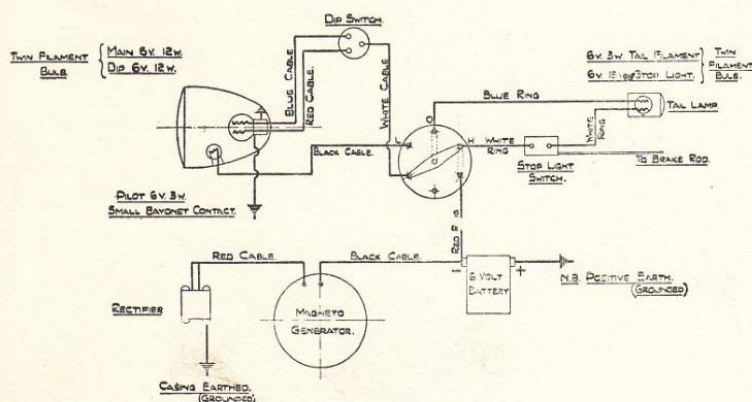 DIP SWITCH.
TWIN FILAMENT
BULB.
MAIN 6V. 12W.
DIP 6V. 12W.
BLUE CABLE
RED CABLE.
WHITE CABLE
6V. 3W. TAIL FILAMENT
6V. STOP LIGHT.
TWIN
FILAMENT
BULB.
BLUE RING
TAIL LAMP.
WHITE
RING
L
O
H
WHITE
RING
STOP LIGHT
SWITCH.
TO BRAKE ROD.
BLACK CABLE.
PILOT 6V. 3W.
SMALL BAYONET CONTACT.
RED
RED CABLE.
BLACK CABLE.
-
+
6 VOLT
BATTERY
N.B. POSITIVE EARTH.
(GROUNDED)
RECTIFIER
MAGNETO
GENERATOR.
CASING EARTHED.
(GROUNDED)